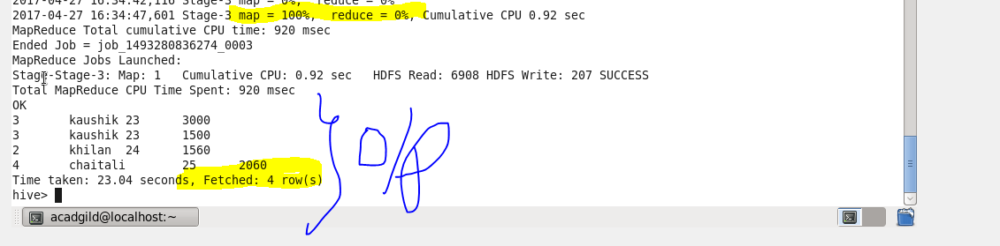 2017-04-27 16:34:42,116 Stage-3 map = 0%,  reduce = 0%
2017-04-27 16:34:47,601 Stage-3 map = 100%,  reduce = 0%, Cumulative CPU 0.92 sec
MapReduce Total cumulative CPU time: 920 msec
Ended Job = job_1493280836274_0003
MapReduce Jobs Launched:
Stage-Stage-3: Map: 1   Cumulative CPU: 0.92 sec   HDFS Read: 6908 HDFS Write: 207 SUCCESS
Total MapReduce CPU Time Spent: 920 msec
OK
3       kaushik 23      3000
3       kaushik 23      1500
2       khilan  24      1560
4       chaitali        25      2060
O/P
Time taken: 23.04 seconds, Fetched: 4 row(s)
hive>
acadgild@localhost:~